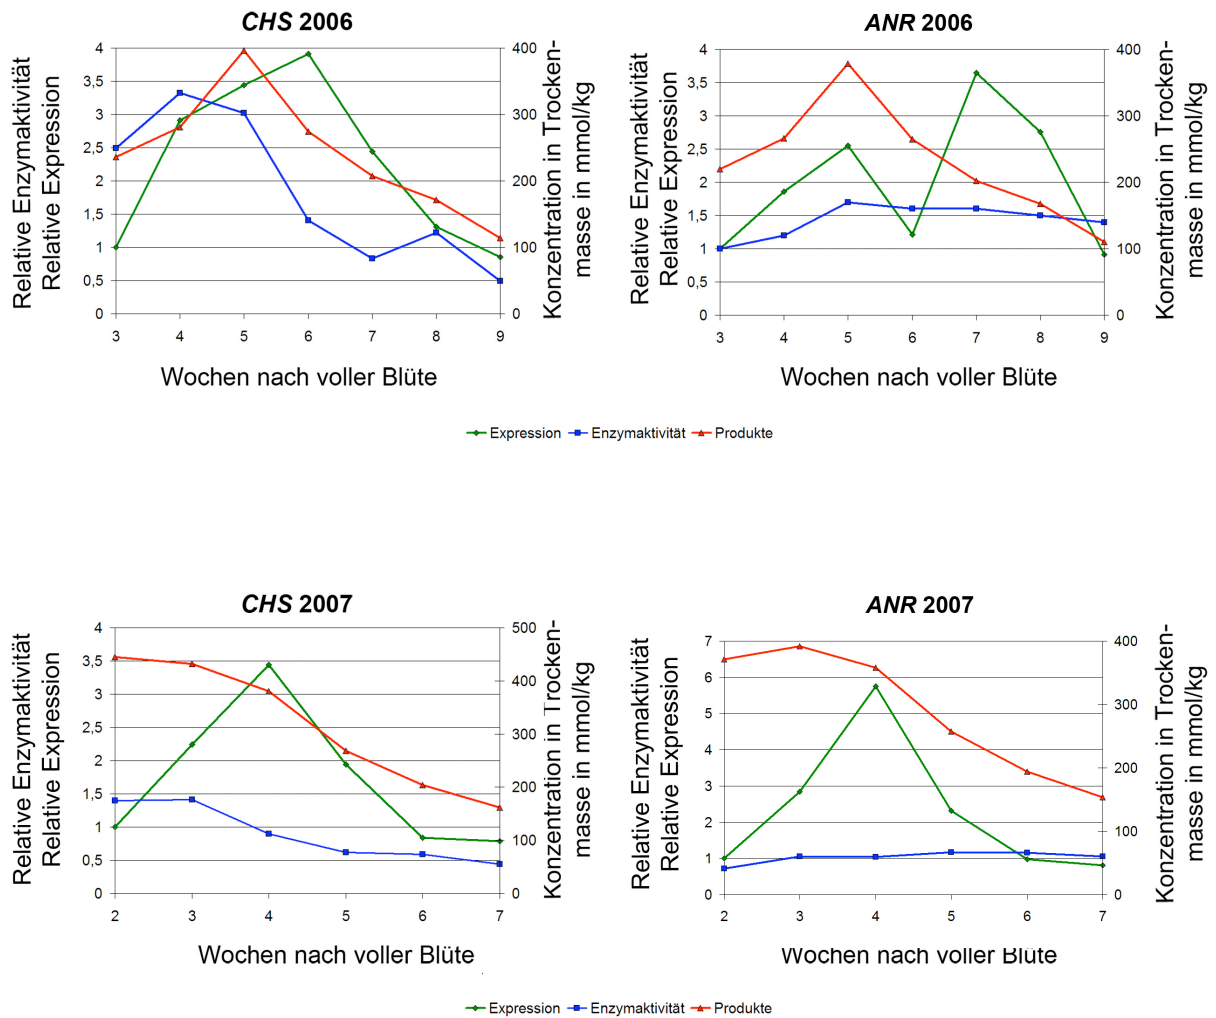 CHS 2006
Relative Enzymaktivität
Relative Expression
4
3,5
3
2,5
2
1,5
1
0,5
0
400
300
200
100
0
Konzentration in Trocken-
masse in mmol/kg
3 4 5 6 7 8 9
Wochen nach voller Blüte
ANR 2006
Relative Enzymaktivität
Relative Expression
4
3,5
3
2,5
2
1,5
1
0,5
0
400
300
200
100
0
Konzentration in Trocken-
masse in mmol/kg
3 4 5 6 7 8 9
Wochen nach voller Blüte
Expression Enzymaktivität Produkte
CHS 2007
Relative Enzymaktivität
Relative Expression
4
3,5
3
2,5
2
1,5
1
0,5
0
500
400
300
200
100
0
Konzentration in Trocken-
masse in mmol/kg
2 3 4 5 6 7
Wochen nach voller Blüte
ANR 2007
Relative Enzymaktivität
Relative Expression
7
6
5
4
3
2
1
0
400
300
200
100
0
Konzentration in Trocken-
masse in mmol/kg
2 3 4 5 6 7
Wochen nach voller Blüte
Expression Enzymaktivität Produkte